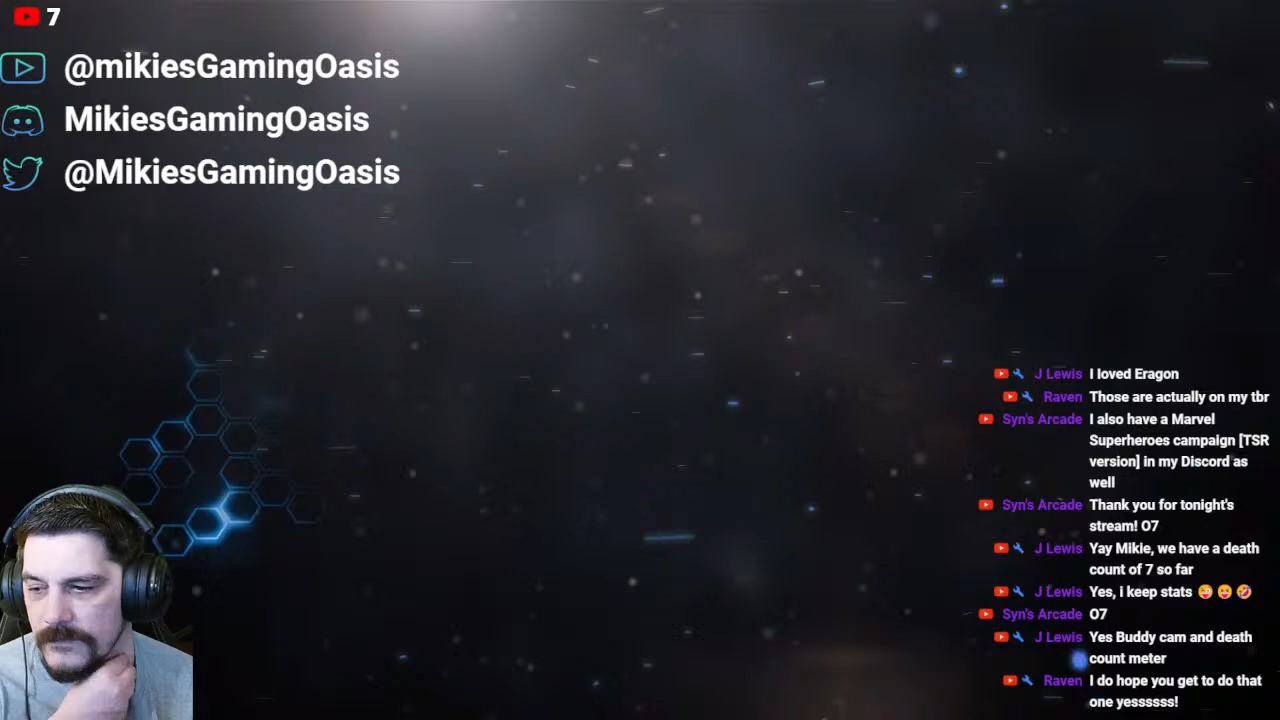 7
@mikiesGamingOasis
MikiesGamingOasis
@MikiesGamingOasis
J Lewis I loved Eragon
Raven Those are actually on my tbr
Syn's Arcade I also have a Marvel
Superheroes campaign [TSR
version] in my Discord as
well
Syn's Arcade Thank you for tonight's
stream! O7
J Lewis Yay Mikie, we have a death
count of 7 so far
J Lewis Yes, i keep stats 😜😝🤣
Syn's Arcade O7
J Lewis Yes Buddy cam and death
count meter
Raven I do hope you get to do that
one yessssss!